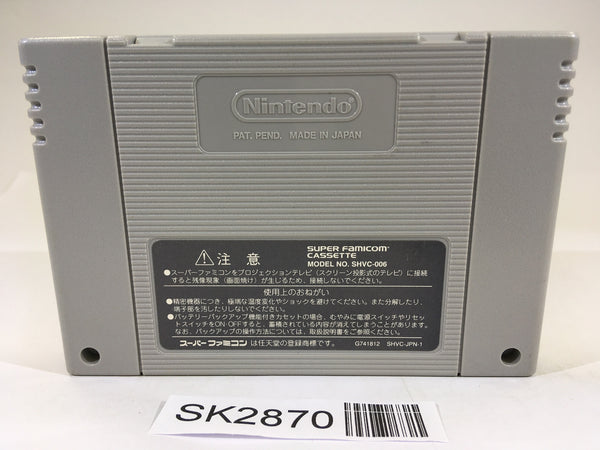 Nintendo
PAT. PEND. MADE IN JAPAN
⚠注意
SUPER FAMICOM™
CASSETTE
MODEL NO. SHVC-006
●スーパーファミコンをプロジェクションテレビ(スクリーン投影式のテレビ)に接続
すると残像現象(画面焼け)が生じるため、接続しないでください。
使用上のおねがい
●精密機器につき、極端な温度変化やショックを避けてください。また分解したり、
端子部を汚したりしないでください。
●バッテリーバックアップ機能付きカセットの場合、むやみに電源スイッチやリセッ
トスイッチをON/OFFすると、蓄積されている内容が消えてしまうことがあります。
なお、バックアップの操作方法については、取扱説明書をご参照ください。
スーパーファミコンは任天堂の登録商標です。 G741812 SHVC-JPN-1
SK2870